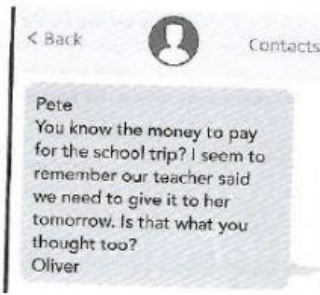 < Back
Contacts
Pete
You know the money to pay
for the school trip? I seem to
remember our teacher said
we need to give it to her
tomorrow. Is that what you
thought too?
Oliver